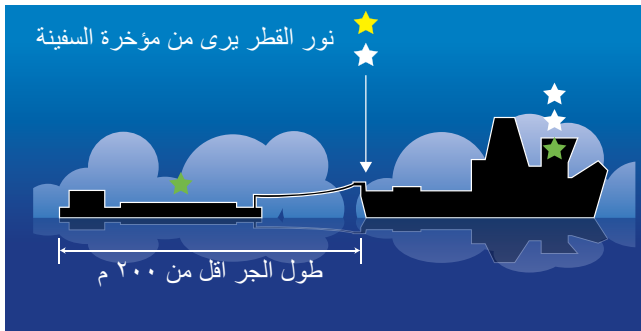 نور القطر يرى من مؤخرة السفينة
طول الجر اقل من ٢٠٠ م